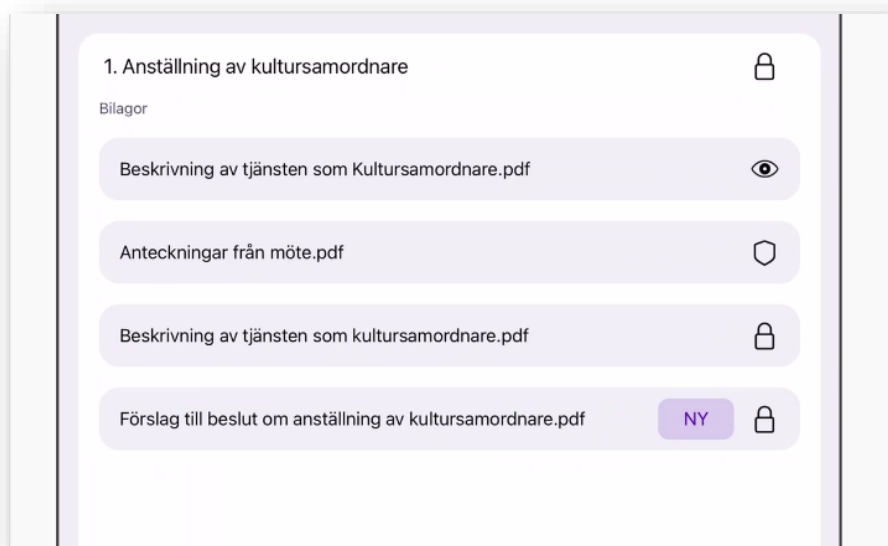 1. Anställning av kultursamordnare
Bilagor
Beskrivning av tjänsten som Kultursamordnare.pdf
Anteckningar från möte.pdf
Beskrivning av tjänsten som kultursamordnare.pdf
Förslag till beslut om anställning av kultursamordnare.pdf NY